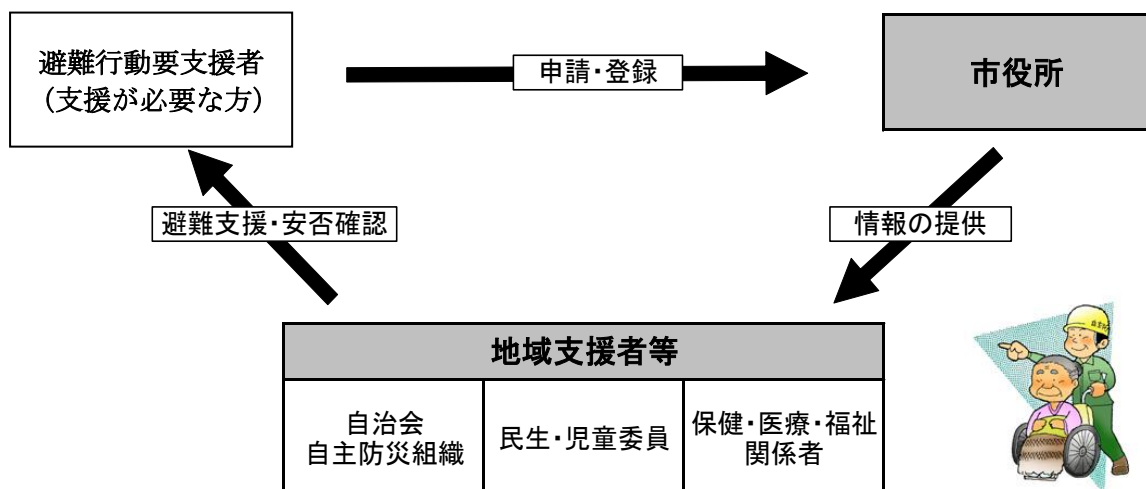 避難行動要支援者
（支援が必要な方）
申請・登録
市役所
避難支援・安否確認
情報の提供
地域支援者等
自治会
自主防災組織
民生・児童委員
保健・医療・福祉
関係者